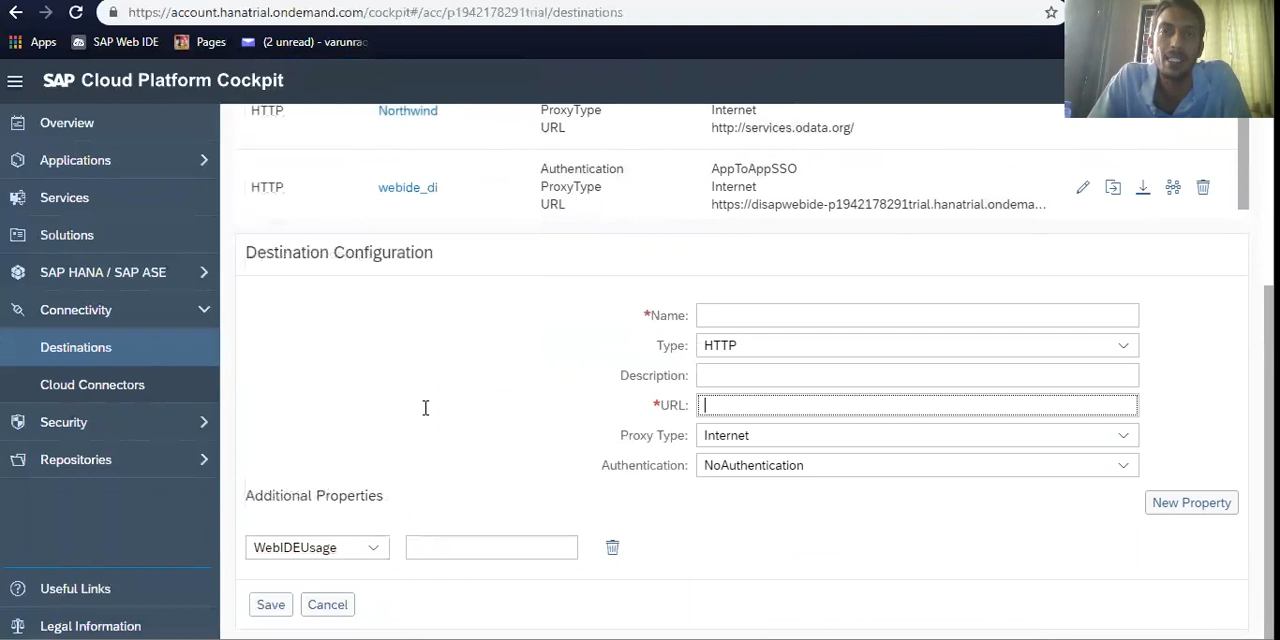 https://account.hanatrial.ondemand.com/cockpit#/acc/p1942178291trial/destinations
Apps SAP Web IDE Pages (2 unread) - varunrac
SAP Cloud Platform Cockpit
Overview
Applications
Services
Solutions
SAP HANA / SAP ASE
Connectivity
Destinations
Cloud Connectors
Security
Repositories
Useful Links
Legal Information
HTTP Northwind ProxyType Internet
URL http://services.odata.org/
Authentication AppToAppSSO
HTTP webide_di ProxyType Internet
URL https://disapwebide-p1942178291trial.hanatrial.ondema...
Destination Configuration
*Name:
Type: HTTP
Description:
*URL:
Proxy Type: Internet
Authentication: NoAuthentication
Additional Properties
New Property
WebIDEUsage
Save Cancel